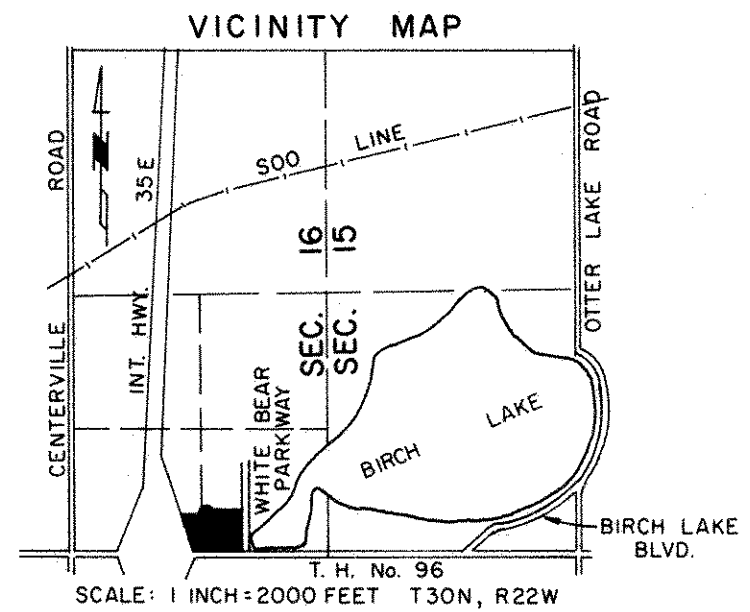 VICINITY MAP
CENTERVILLE ROAD
N
INT. HWY. 35E
SOO LINE
OTTER LAKE ROAD
SEC. 16
SEC. 15
WHITE BEAR
PARKWAY
BIRCH LAKE
BIRCH LAKE
BLVD.
T. H. No. 96
SCALE: 1 INCH=2000 FEET T30N, R22W